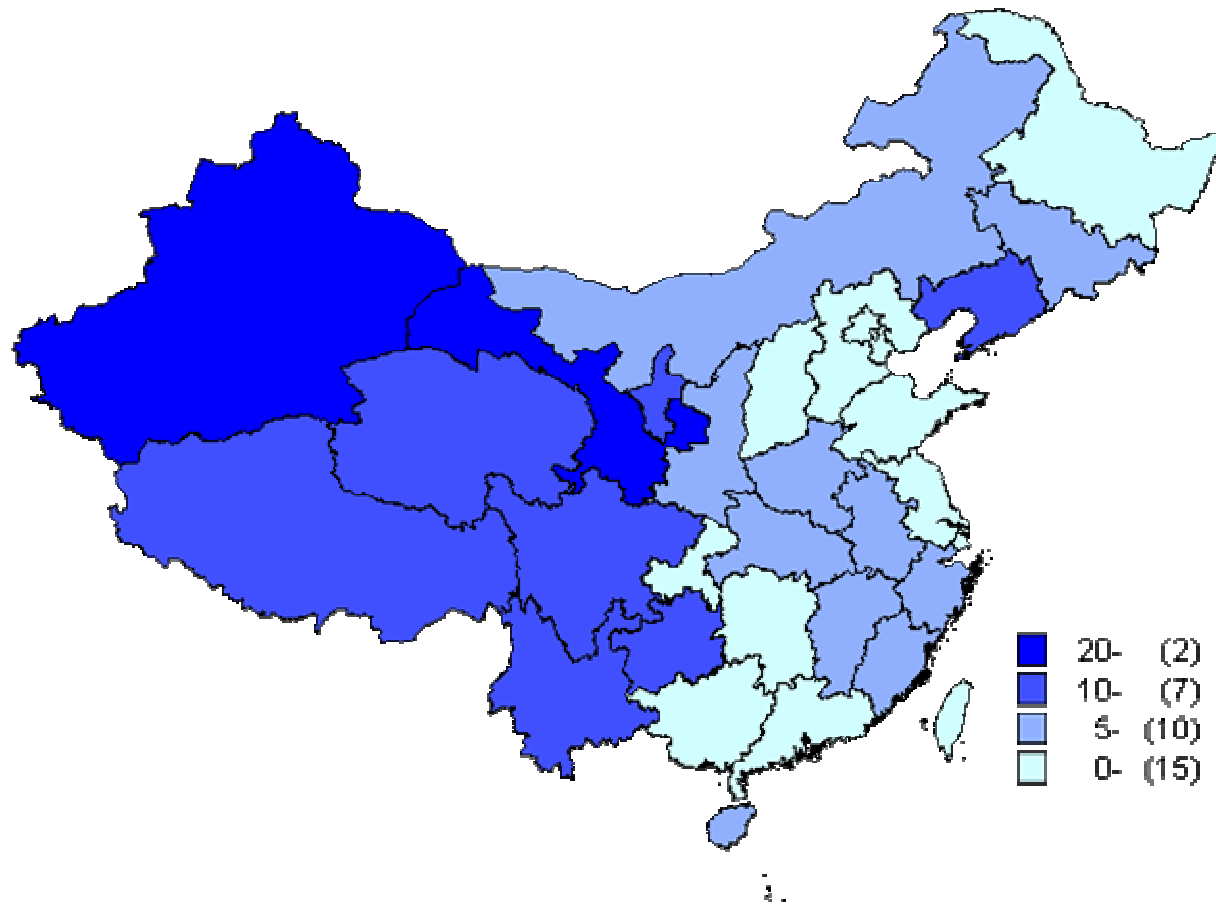 20- (2)
10- (7)
5- (10)
0- (15)